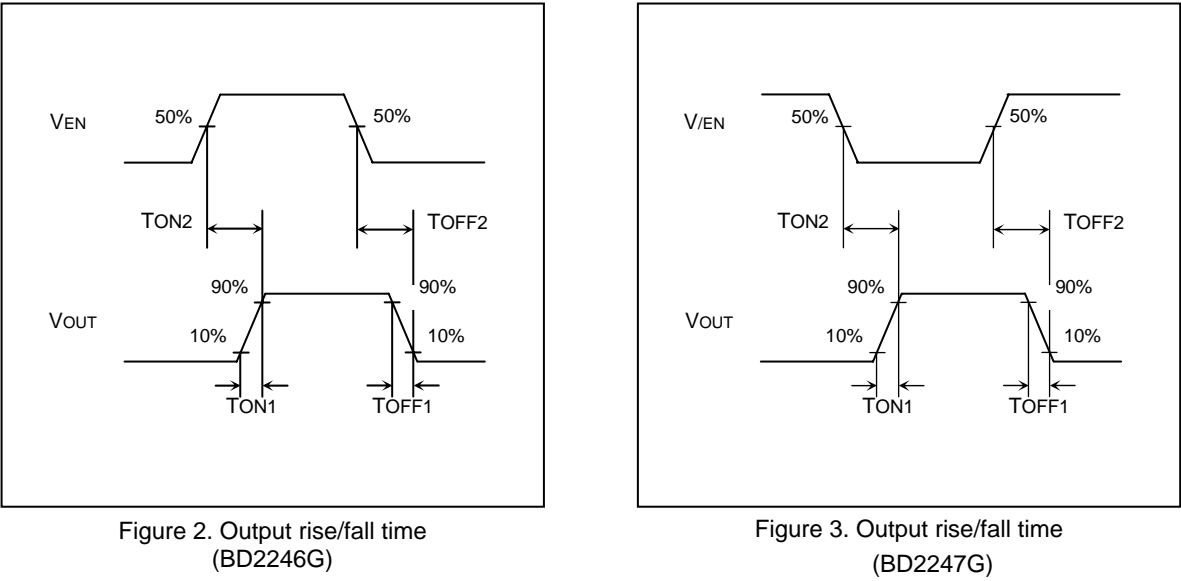 VEN
50%
50%
TON2
TOFF2
90%
90%
VOUT
10%
10%
TON1
TOFF1
Figure 2. Output rise/fall time
(BD2246G)
V/EN
50%
50%
TON2
TOFF2
90%
90%
VOUT
10%
10%
TON1
TOFF1
Figure 3. Output rise/fall time
(BD2247G)